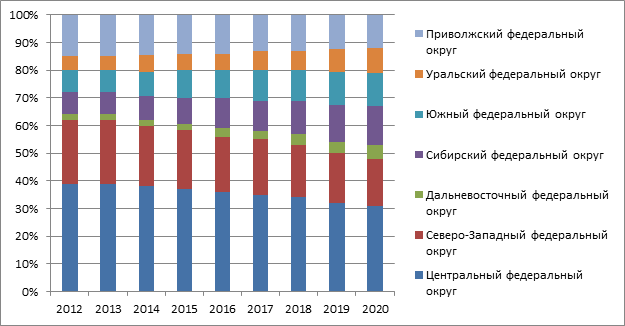 100%
90%
80%
70%
60%
50%
40%
30%
20%
10%
0%
2012 2013 2014 2015 2016 2017 2018 2019 2020
Приволжский федеральный
округ
Уральский федеральный округ
Южный федеральный округ
Сибирский федеральный округ
Дальневосточный федеральный
округ
Северо-Западный федеральный
округ
Центральный федеральный
округ